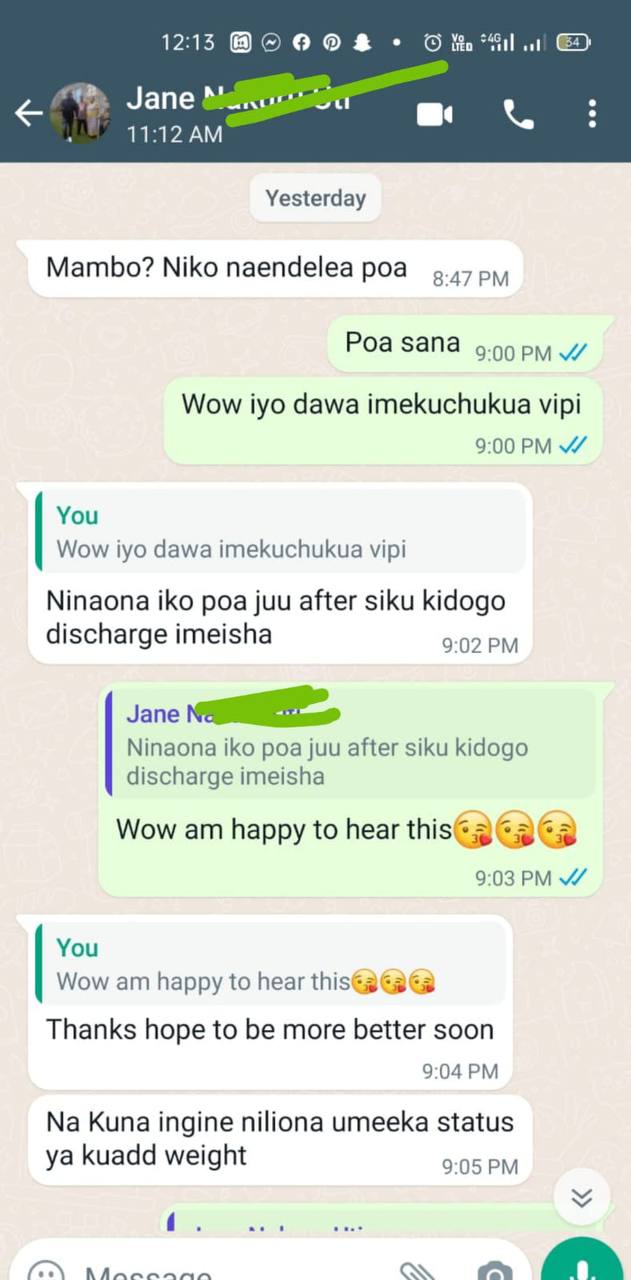 12:13
VoLTED 4G 54
Jane
11:12 AM
Yesterday
Mambo? Niko naendelea poa 8:47 PM
Poa sana 9:00 PM
Wow iyo dawa imekuchukua vipi
9:00 PM
You
Wow iyo dawa imekuchukua vipi
Ninaona iko poa juu after siku kidogo
discharge imeisha 9:02 PM
Jane
Ninaona iko poa juu after siku kidogo
discharge imeisha
Wow am happy to hear this😘😘😘
9:03 PM
You
Wow am happy to hear this😘😘😘
Thanks hope to be more better soon
9:04 PM
Na Kuna ingine niliona umeeka status
ya kuadd weight 9:05 PM
Message